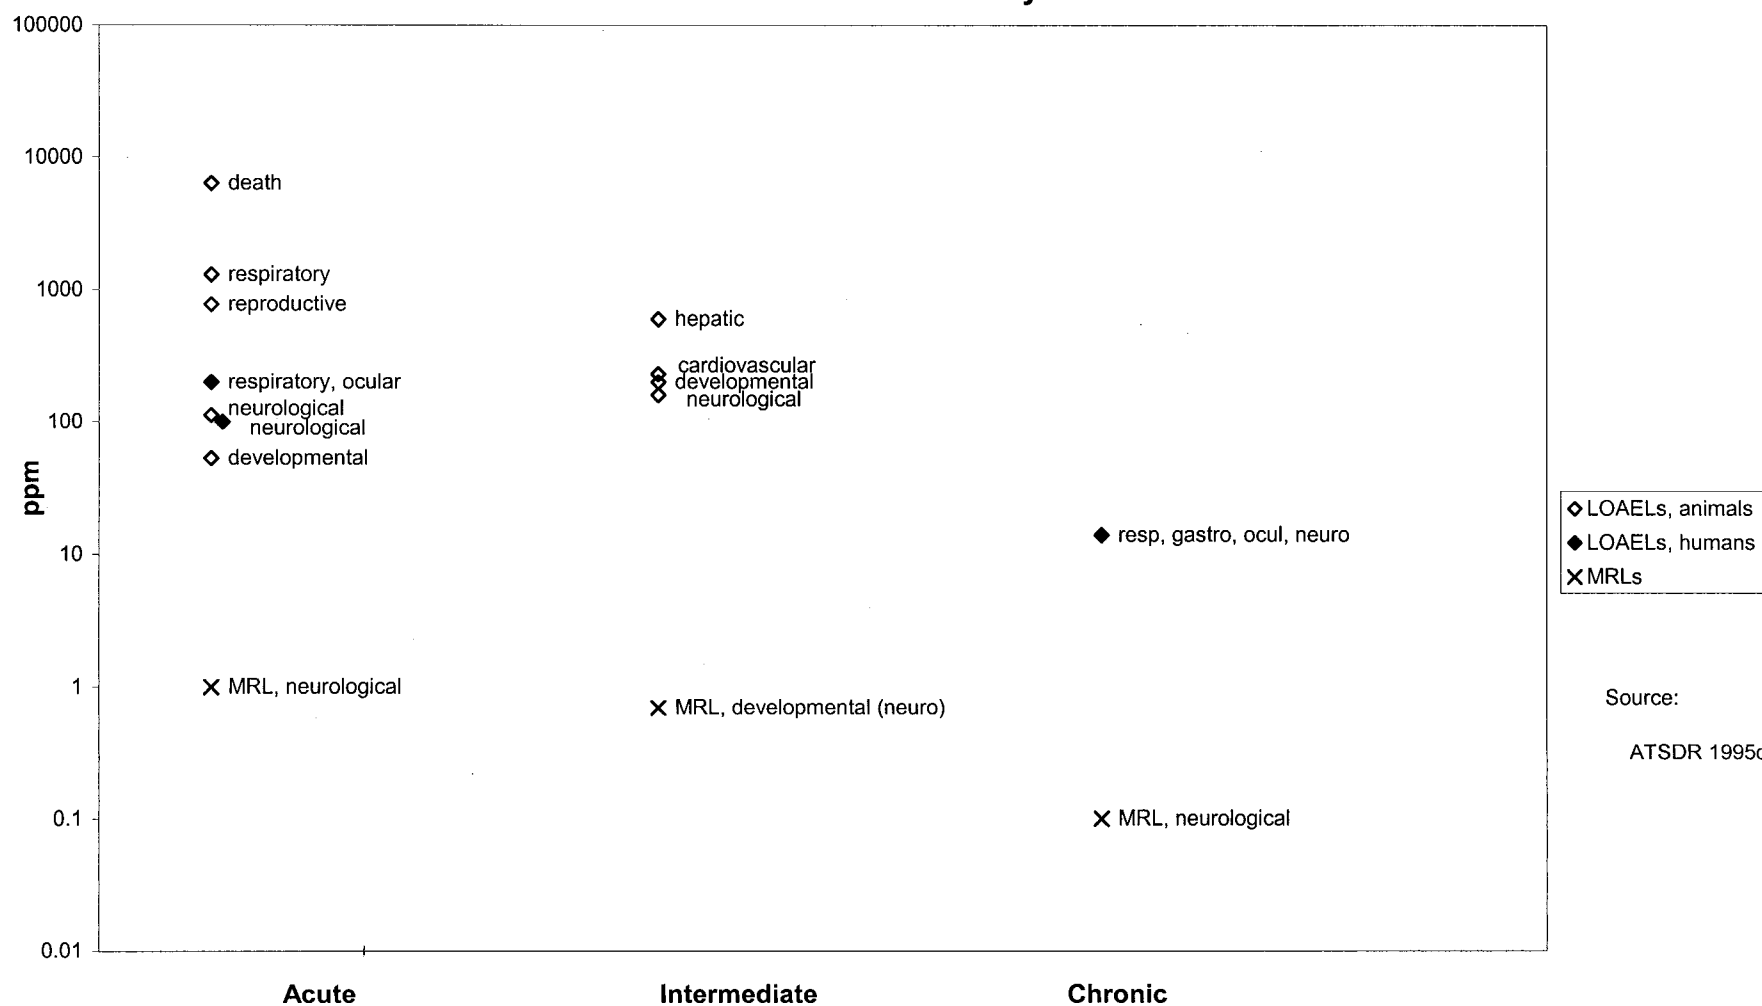 100000
10000
1000
100
10
1
0.1
0.01
ppm
death
respiratory
reproductive
respiratory, ocular
neurological
neurological
developmental
MRL, neurological
hepatic
cardiovascular
developmental
neurological
MRL, developmental (neuro)
resp, gastro, ocul, neuro
MRL, neurological
Acute
Intermediate
Chronic
LOAELs, animals
LOAELs, humans
MRLs
Source:
ATSDR